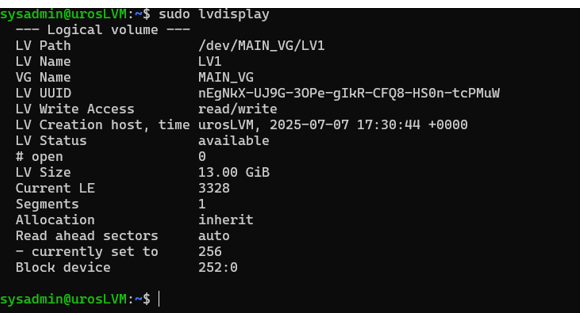 sysadmin@urosLVM:~$ sudo lvdisplay
--- Logical volume ---
LV Path                /dev/MAIN_VG/LV1
LV Name                LV1
VG Name                MAIN_VG
LV UUID                nEgNkX-UJ9G-3OPe-gIkR-CFQ8-HS0n-tcPMuW
LV Write Access        read/write
LV Creation host, time urosLVM, 2025-07-07 17:30:44 +0000
LV Status              available
# open                 0
LV Size                13.00 GiB
Current LE             3328
Segments               1
Allocation             inherit
Read ahead sectors     auto
- currently set to     256
Block device           252:0
sysadmin@urosLVM:~$